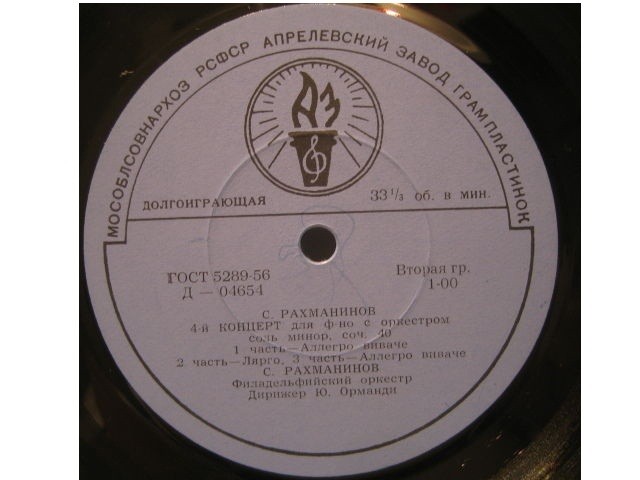 МОСОБЛСОВНАРХОЗ РСФСР АПРЕЛЕВСКИЙ ЗАВОД ГРАМПЛАСТИНОК
АЗ
ДОЛГОИГРАЮЩАЯ 33 1/3 об. в мин.
ГОСТ 5289-56 Вторая гр.
Д — 04654 1-00
С. РАХМАНИНОВ
4-й КОНЦЕРТ для ф-но с оркестром
соль минор, соч. 40
1 часть—Аллегро виваче
2 часть—Лярго, 3 часть—Аллегро виваче
С. РАХМАНИНОВ
Филадельфийский оркестр
Дирижер Ю. Орманди